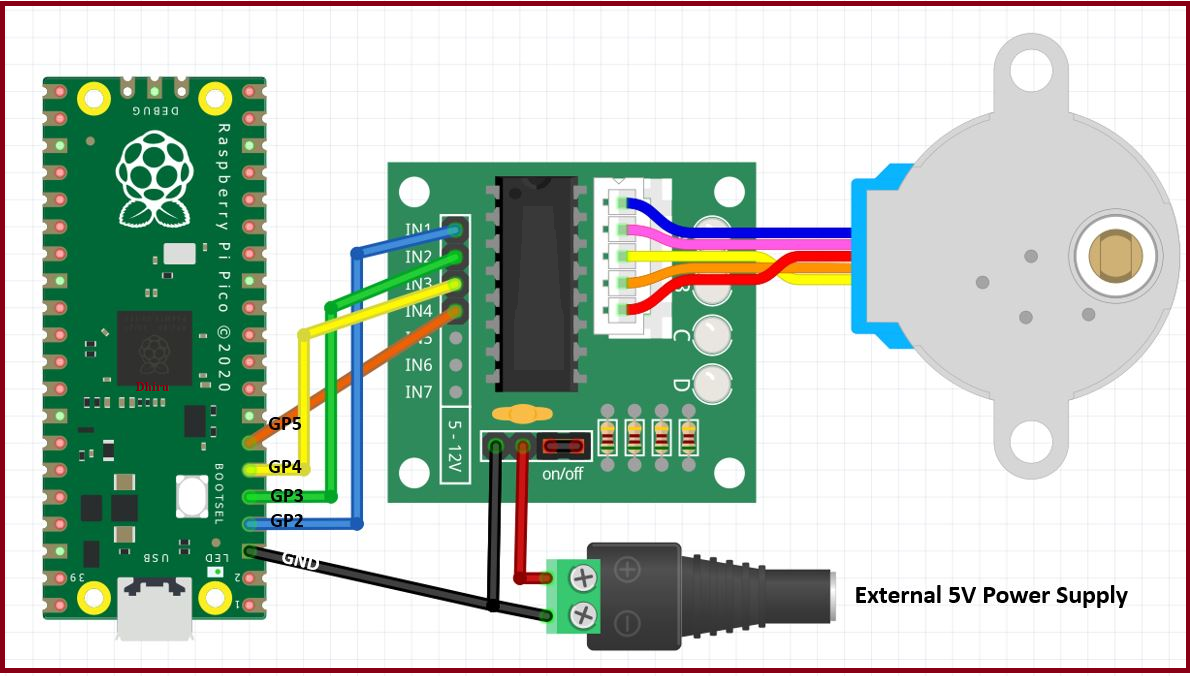 DEBUG
Raspberry Pi Pico ©2020
BOOTSEL
LED
USB
39
2
1
GP5
GP4
GP3
GP2
GND
IN1
IN2
IN3
IN4
IN6
IN7
5 - 12V
on/off
C
D
External 5V Power Supply